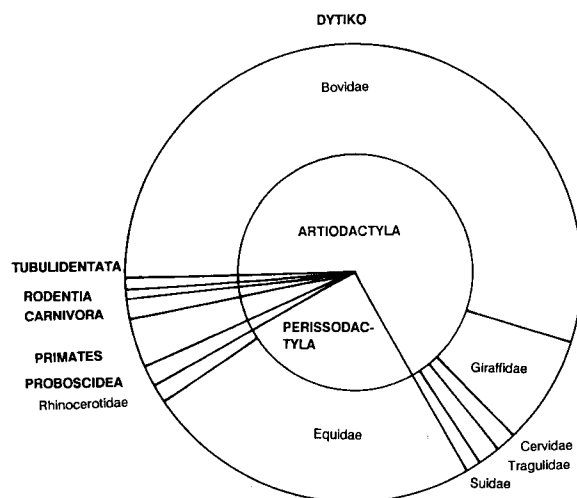 DYTIKO
Bovidae
ARTIODACTYLA
TUBULIDENTATA
RODENTIA
CARNIVORA
PERISSODAC-
TYLA
PRIMATES
PROBOSCIDEA
Rhinocerotidae
Giraffidae
Equidae
Cervidae
Tragulidae
Suidae